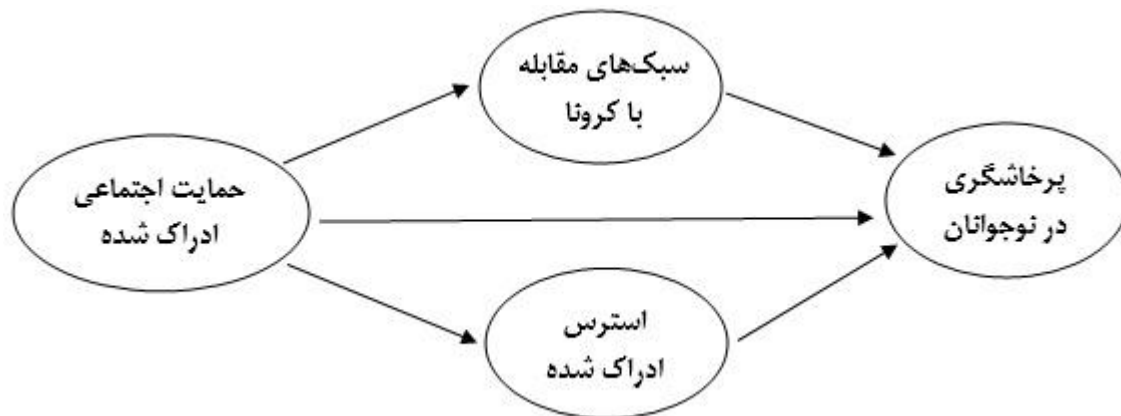 سبک‌های مقابله
با کرونا
حمایت اجتماعی
ادراک شده
پرخاشگری
در نوجوانان
استرس
ادراک شده